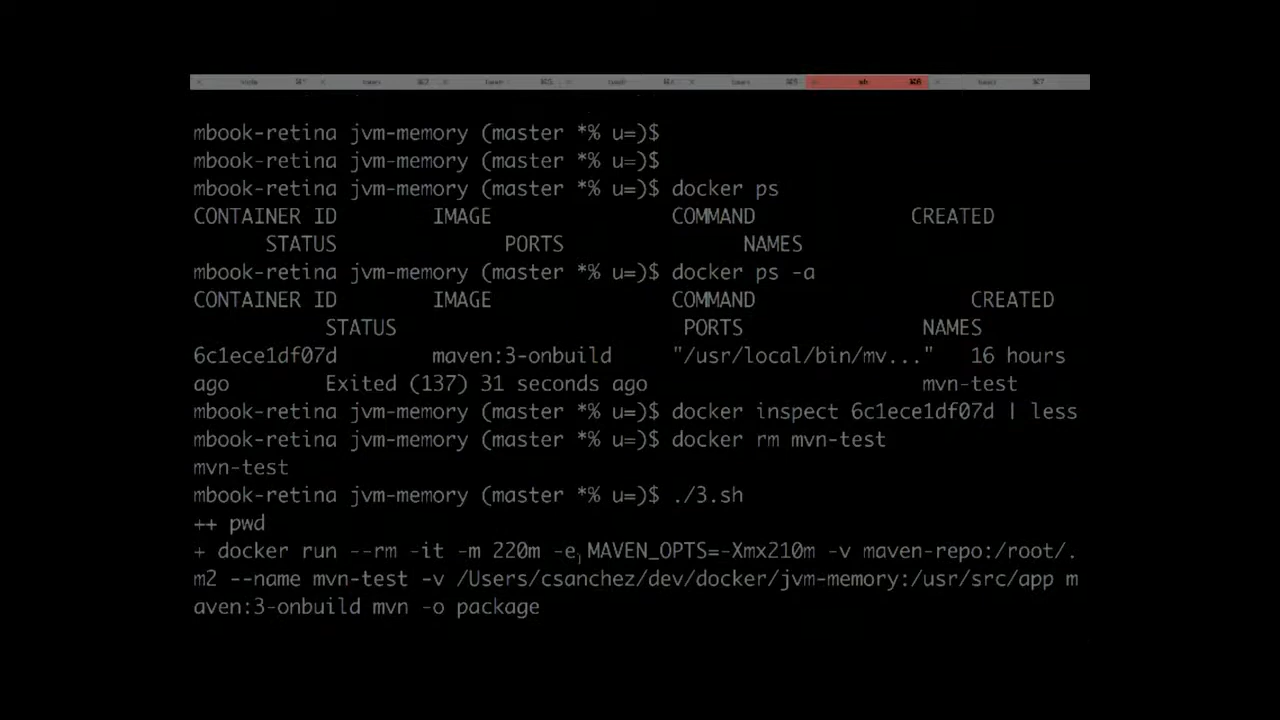 mbook-retina jvm-memory (master *% u=)$
mbook-retina jvm-memory (master *% u=)$
mbook-retina jvm-memory (master *% u=)$ docker ps
CONTAINER ID IMAGE COMMAND CREATED
STATUS PORTS NAMES
mbook-retina jvm-memory (master *% u=)$ docker ps -a
CONTAINER ID IMAGE COMMAND CREATED
STATUS PORTS NAMES
6c1ece1df07d maven:3-onbuild "/usr/local/bin/mv..." 16 hours
ago Exited (137) 31 seconds ago mvn-test
mbook-retina jvm-memory (master *% u=)$ docker inspect 6c1ece1df07d | less
mbook-retina jvm-memory (master *% u=)$ docker rm mvn-test
mvn-test
mbook-retina jvm-memory (master *% u=)$ ./3.sh
++ pwd
+ docker run --rm -it -m 220m -e MAVEN_OPTS=-Xmx210m -v maven-repo:/root/.
m2 --name mvn-test -v /Users/csanchez/dev/docker/jvm-memory:/usr/src/app m
aven:3-onbuild mvn -o package